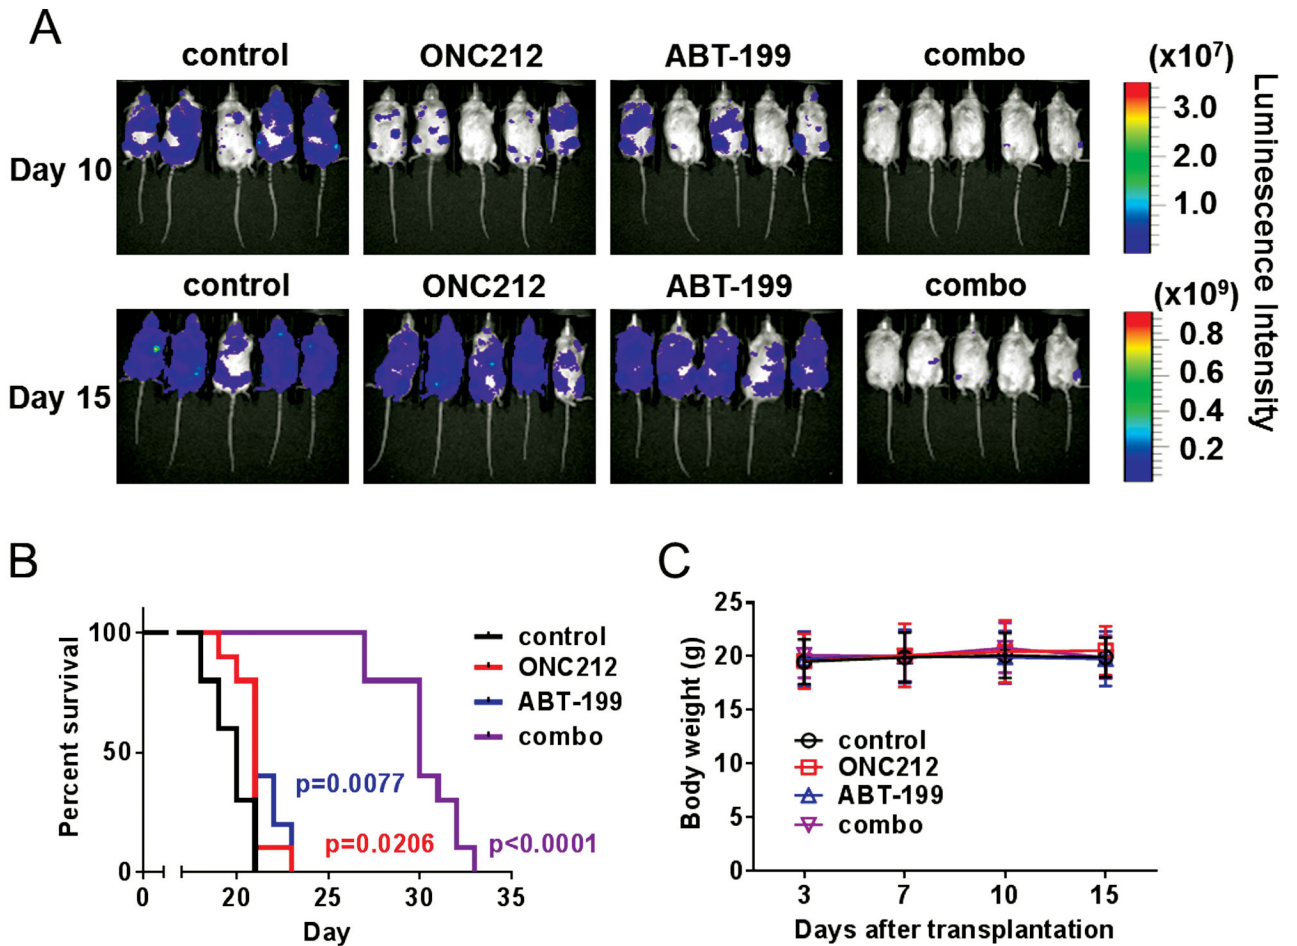 A
control ONC212 ABT-199 combo
(x10⁷)
Day 10
3.0
2.0
1.0
Luminescence Intensity
control ONC212 ABT-199 combo
(x10⁹)
Day 15
0.8
0.6
0.4
0.2
B
Percent survival
100
50
0
control
ONC212
ABT-199
combo
p=0.0077
p=0.0206
p<0.0001
0 20 25 30 35
Day
C
Body weight (g)
25
20
15
10
5
0
control
ONC212
ABT-199
combo
3 7 10 15
Days after transplantation